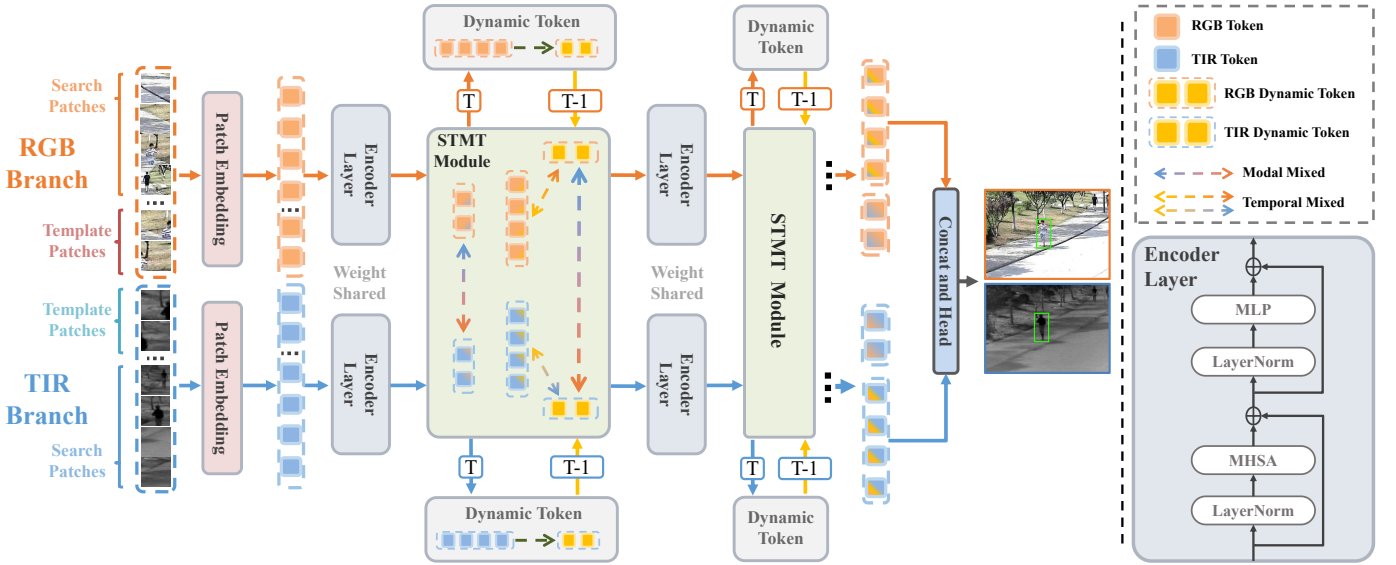 Search
Patches
RGB
Branch
Template
Patches
Template
Patches
TIR
Branch
Search
Patches
Patch Embedding
Patch Embedding
Encoder
Layer
Weight
Shared
Encoder
Layer
Dynamic Token
T
T-1
STMT
Module
T
T-1
Dynamic Token
Encoder
Layer
Weight
Shared
Encoder
Layer
Dynamic
Token
T
T-1
STMT Module
T
T-1
Dynamic
Token
Concat and Head
RGB Token
TIR Token
RGB Dynamic Token
TIR Dynamic Token
Modal Mixed
Temporal Mixed
Encoder
Layer
MLP
LayerNorm
MHSA
LayerNorm